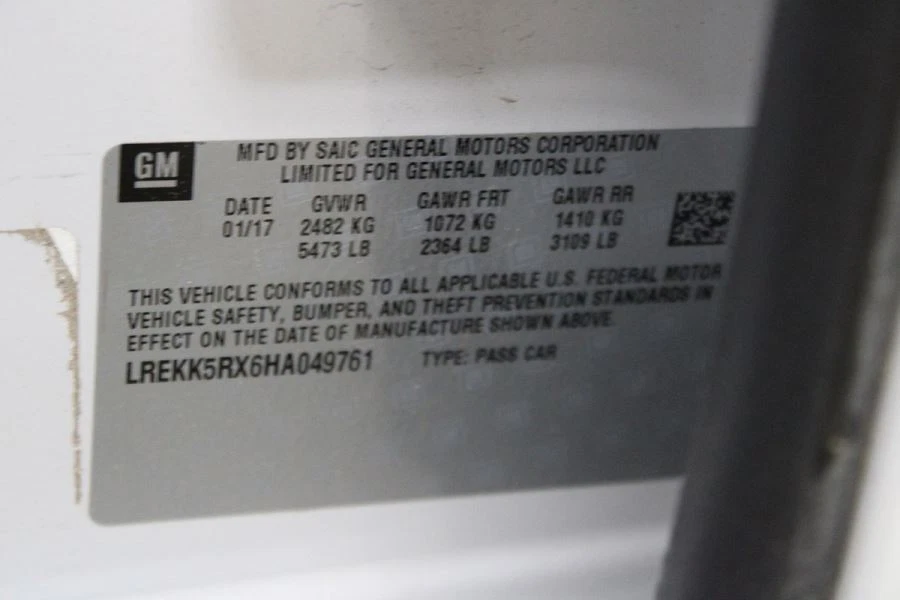 GM
MFD BY SAIC GENERAL MOTORS CORPORATION
LIMITED FOR GENERAL MOTORS LLC
DATE GVWR GAWR FRT GAWR RR
01/17 2482 KG 1072 KG 1410 KG
5473 LB 2364 LB 3109 LB
THIS VEHICLE CONFORMS TO ALL APPLICABLE U.S. FEDERAL MOTOR
VEHICLE SAFETY, BUMPER, AND THEFT PREVENTION STANDARDS IN
EFFECT ON THE DATE OF MANUFACTURE SHOWN ABOVE.
LREKK5RX6HA049761 TYPE: PASS CAR